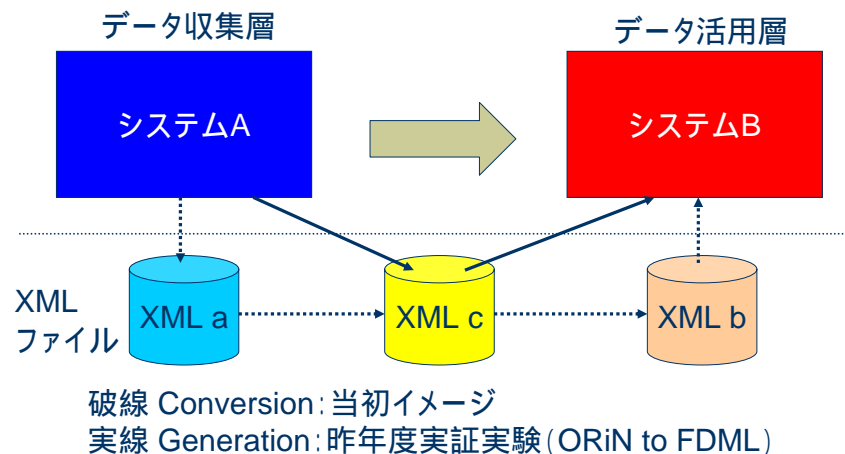 データ収集層
データ活用層
システムA
システムB
XML
ファイル
XML a
XML c
XML b
破線 Conversion：当初イメージ
実線 Generation：昨年度実証実験（ORiN to FDML）